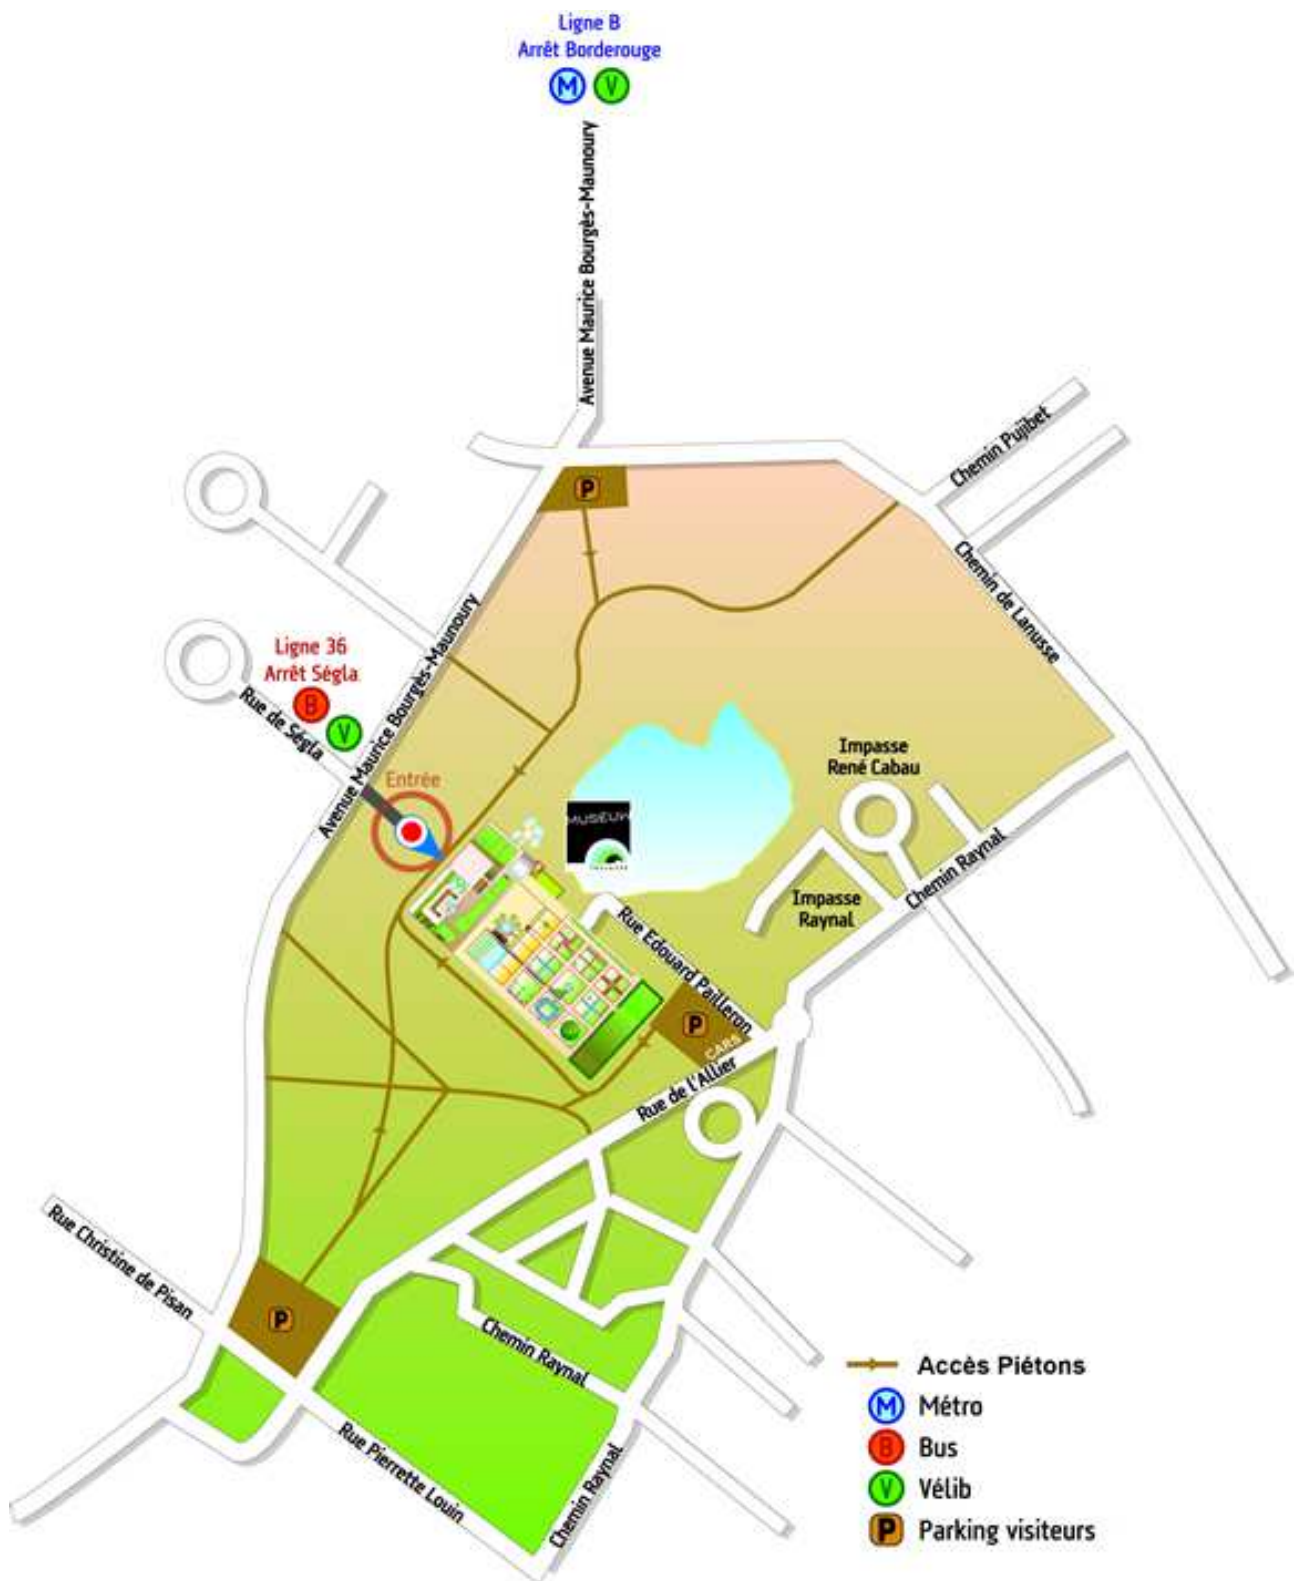 Ligne B
Arrêt Borderouge
M V
Avenue Maurice Bourgès-Maunoury
Chemin Pujibet
P
Chemin de Lanusse
Avenue Maurice Bourgès-Maunoury
Ligne 36
Arrêt Ségla
B
V
Rue de Ségla
Entrée
Impasse
René Cabau
MUSEUM
Chemin Raynal
Impasse
Raynal
Rue Edouard Pailleron
P
CARS
Rue de l'Allier
Rue Christine de Pisan
P
Chemin Raynal
Rue Pierrette Louin
Chemin Raynal
Accès Piétons
M Métro
B Bus
V Vélib
P Parking visiteurs